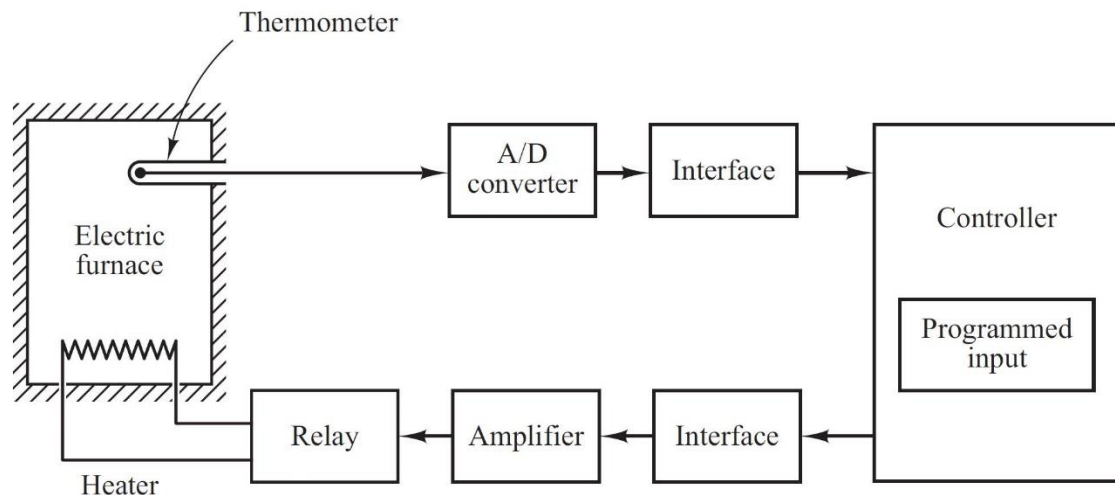 Thermometer
A/D
converter
Interface
Controller
Electric
furnace
Programmed
input
Relay
Amplifier
Interface
Heater